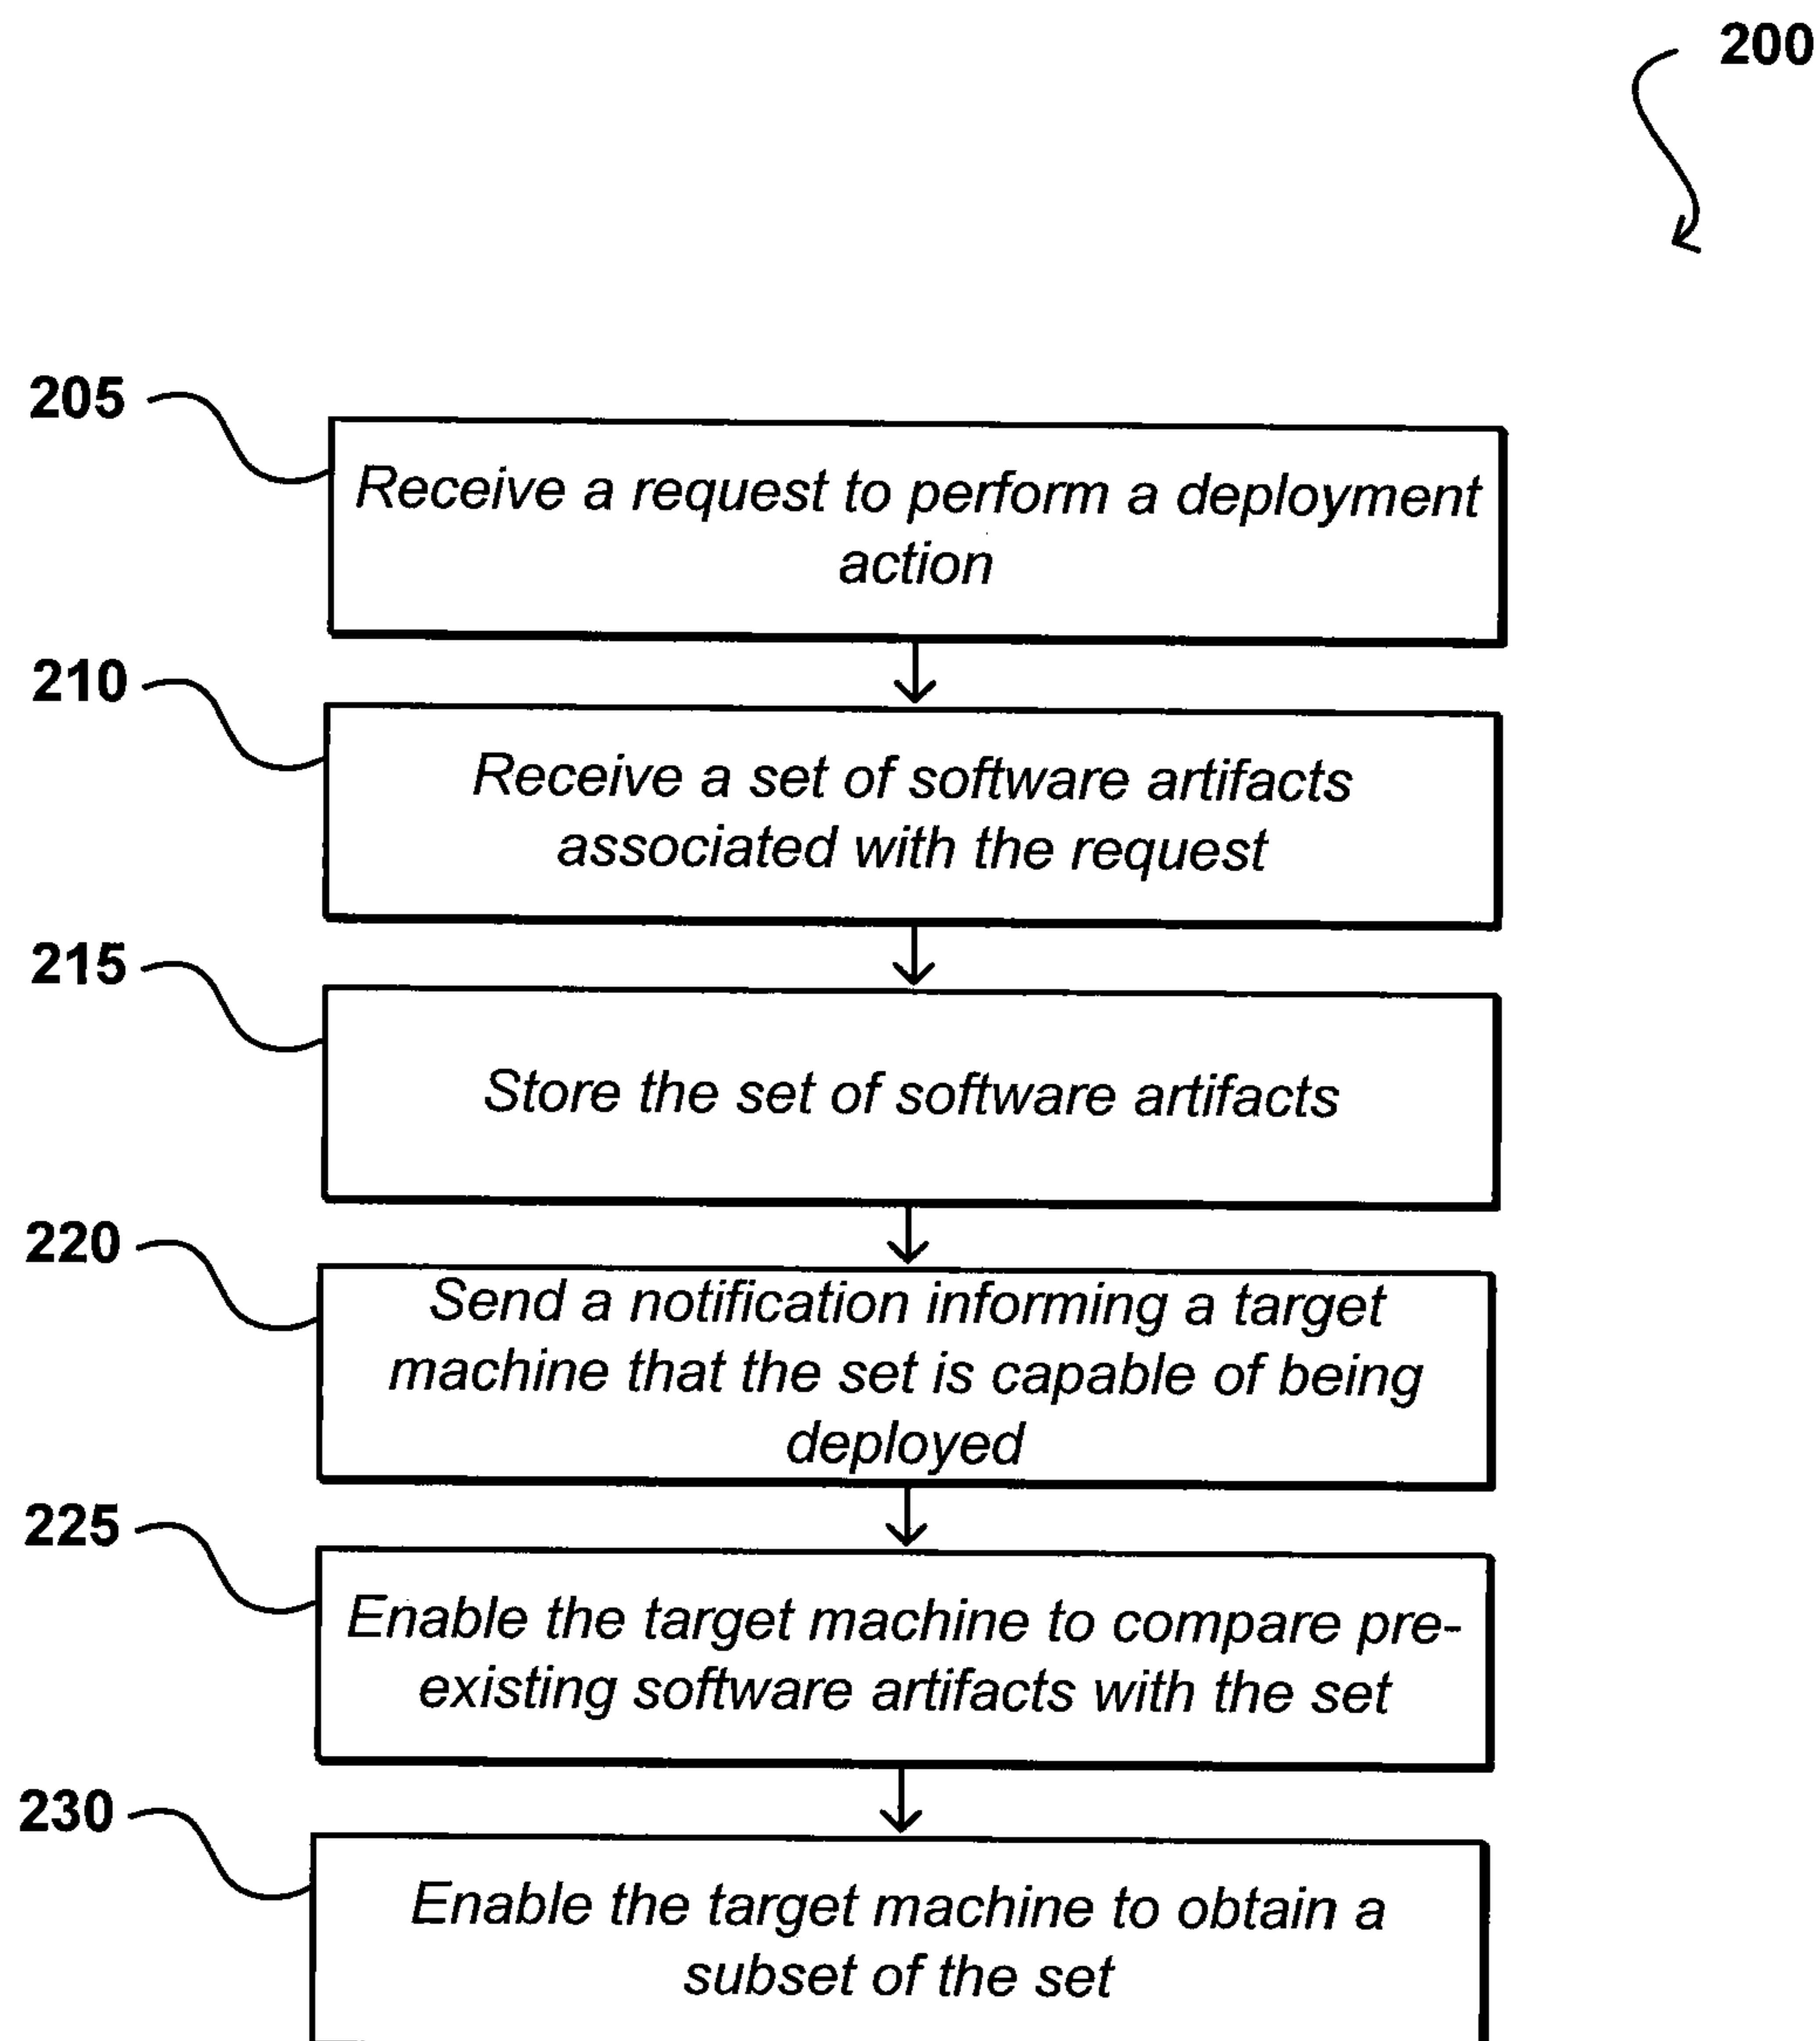 200
205
Receive a request to perform a deployment
action
210
Receive a set of software artifacts
associated with the request
215
Store the set of software artifacts
220
Send a notification informing a target
machine that the set is capable of being
deployed
225
Enable the target machine to compare pre-
existing software artifacts with the set
230
Enable the target machine to obtain a
subset of the set